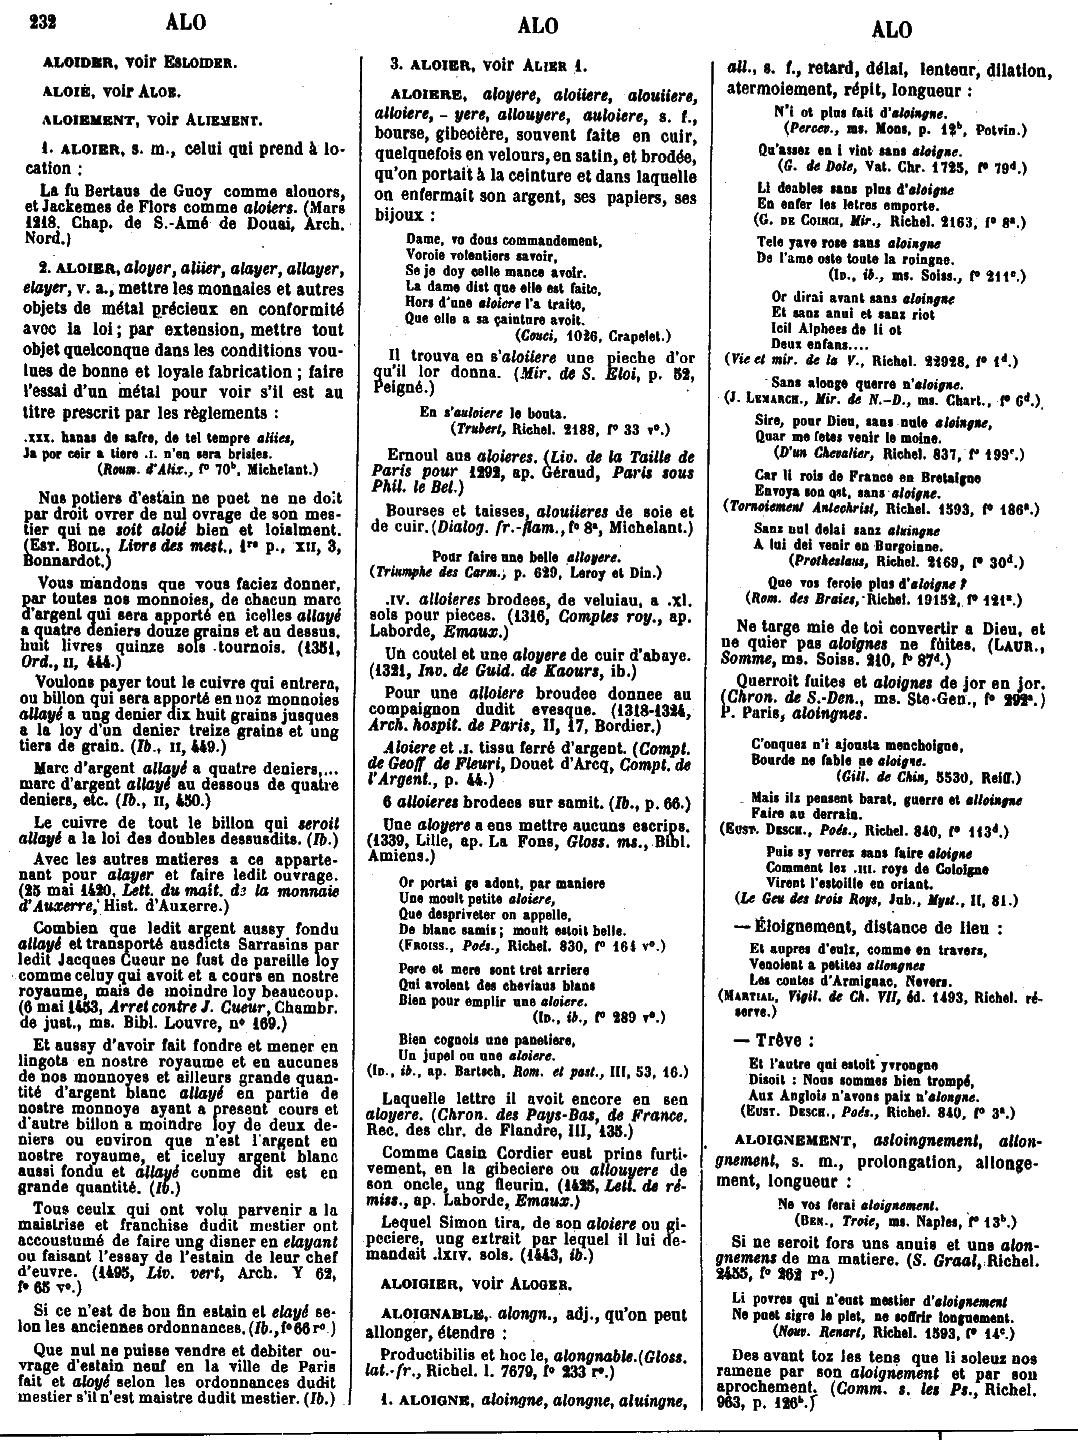 232 ALO ALO ALO
ALOIDER, voir ESLOIDER.
ALOIÉ, voir ALOE.
ALOIEMENT, voir ALIEMENT.
1. ALOIER, s. m., celui qui prend à lo-
cation :
La fu Bertaus de Guoy comme alouors,
et Jackemes de Flors comme aloiers. (Mars
1218, Chap. de S.-Amé de Douai, Arch.
Nord.)
2. ALOIER, aloyer, aliier, alayer, allayer,
elayer, v. a., mettre les monnaies et autres
objets de métal précieux en conformité
avec la loi ; par extension, mettre tout
objet quelconque dans les conditions vou-
lues de bonne et loyale fabrication ; faire
l'essai d'un métal pour voir s'il est au
titre prescrit par les règlements :
.XXX. hanas de safre, de tel tempre aliies,
Ja por ceir a tiere .I. n'en sera brisies.
(Roum. d'Alix., f° 70b, Michelant.)
Nus potiers d'estain ne puet ne ne doit
par droit ovrer de nul ovrage de son mes-
tier qui ne soit aloié bien et loialment.
(EST. BOIL., Livre des mest., 1re p., XII, 3,
Bonnardot.)
Vous mandons que vous faciez donner,
par toutes nos monnoies, de chacun marc
d'argent qui sera apporté en icelles allayé
a quatre deniers douze grains et au dessus,
huit livres quinze sols tournois. (1351,
Ord., II, 444.)
Voulons payer tout le cuivre qui entrera,
ou billon qui sera apporté en noz monnoies
allayé a ung denier dix huit grains jusques
a la loy d'un denier treize grains et ung
tiers de grain. (Ib., II, 449.)
Marc d'argent allayé a quatre deniers,...
marc d'argent allayé au dessous de quatre
deniers, etc. (Ib., II, 450.)
Le cuivre de tout le billon qui seroit
allayé a la loi des doubles dessusdits. (Ib.)
Avec les autres matieres a ce apparte-
nant pour alayer et faire ledit ouvrage.
(25 mai 1420, Lett. du mait. de la monnaie
d'Auxerre, Hist. d'Auxerre.)
Combien que ledit argent aussy fondu
allayé et transporté ausdicts Sarrasins par
ledit Jacques Cueur ne fust de pareille loy
comme celuy qui avoit et a cours en nostre
royaume, mais de moindre loy beaucoup.
(6 mai 1453, Arret contre J. Cueur, Chambr.
de just., ms. Bibl. Louvre, n° 169.)
Et aussy d'avoir fait fondre et mener en
lingots en nostre royaume et en aucunes
de nos monnoyes et ailleurs grande quan-
tité d'argent blanc allayé en partie de
nostre monnoye ayant a present cours et
d'autre billon a moindre loy de deux de-
niers ou environ que n'est l'argent en
nostre royaume, et iceluy argent blanc
aussi fondu et allayé comme dit est en
grande quantité. (Ib.)
Tous ceulx qui ont volu parvenir a la
maistrise et franchise dudit mestier ont
accoustumé de faire ung disner en elayant
ou faisant l'essay de l'estain de leur chef
d'euvre. (1495, Liv. vert, Arch. Y 62,
f° 65 v°.)
Si ce n'est de bon fin estain et elayé se-
lon les anciennes ordonnances. (Ib., f° 66 r°.)
Que nul ne puisse vendre et debiter ou-
vrage d'estain neuf en la ville de Paris
fait et aloyé selon les ordonnances dudit
mestier s'il n'est maistre dudit mestier. (Ib.)
3. ALOIER, voir ALIER 1.
ALOIERE, aloyere, aloiiere, alouiiere,
alloiere, - yere, allouyere, auloiere, s. f.,
bourse, gibecière, souvent faite en cuir,
quelquefois en velours, en satin, et brodée,
qu'on portait à la ceinture et dans laquelle
on enfermait son argent, ses papiers, ses
bijoux :
Dame, vo dous commandement,
Voroie volentiers savoir,
Se je doy celle mance avoir.
La dame dist que elle est faite,
Hors d'une aloiere l'a traite,
Que elle a sa çainture avoit.
(Couci, 1026, Crapelet.)
Il trouva en s'aloiiere une pieche d'or
qu'il lor donna. (Mir. de S. Eloi, p. 52,
Peigné.)
En s'auloiere le bouta.
(Trubert, Richel. 2188, f° 33 v°.)
Ernoul aus aloieres. (Liv. de la Taille de
Paris pour 1292, ap. Géraud, Paris sous
Phil. le Bel.)
Bourses et taisses, alouiieres de soie et
de cuir. (Dialog. fr.-flam., f° 8a, Michelant.)
Pour faire une belle alloyere.
(Triumphe des Carm., p. 629, Leroy et Din.)
.IV. alloieres brodees, de veluiau, a .xl.
sols pour pieces. (1316, Comptes roy., ap.
Laborde, Emaux.)
Un coutel et une aloyere de cuir d'abaye.
(1321, Inv. de Guid. de Kaours, ib.)
Pour une alloiere broudee donnee au
compaignon dudit evesque. (1318-1324,
Arch. hospit. de Paris, II, 17, Bordier.)
Aloiere et .I. tissu ferré d'argent. (Compt.
de Geoff de Fleuri, Douet d'Arcq, Compt. de
l'Argent., p. 44.)
6 alloieres brodees sur samit. (Ib., p. 66.)
Une aloyere a ens mettre aucuns escrips.
(1339, Lille, ap. La Fons, Gloss. ms., Bibl.
Amiens.)
Or portai ge adont, par maniere
Une moult petite aloiere,
Que despriveter on appelle,
De blanc samis ; moult estoit belle.
(FROISS., Poés., Richel. 830, f° 161 v°.)
Pere et mere sont tret arriere
Qui avoient des cheviaus blans
Bien pour emplir une aloiere.
(ID., ib., f° 289 v°.)
Bien cognois une panetiere,
Un jupel ou une aloiere.
(ID., ib., ap. Bartsch, Rom. et past., III, 53, 16.)
Laquelle lettre il avoit encore en sen
aloyere. (Chron. des Pays-Bas, de France.
Rec. des chr. de Flandre, III, 135.)
Comme Casin Cordier eust prins furti-
vement, en la gibeciere ou allouyere de
son oncle, ung fleurin. (1425, Lett. de ré-
miss., ap. Laborde, Emaux.)
Lequel Simon tira, de son aloiere ou gi-
peciere, ung extrait par lequel il lui de-
mandait .lxiv. sols. (1443, ib.)
ALOIGIER, voir ALOGER.
ALOIGNABLE, alongn., adj., qu'on peut
allonger, étendre :
Productibilis et hoc le, alongnable. (Gloss.
lat.-fr., Richel. l. 7679, f° 233 r°.)
1. ALOIGNE, aloingne, alongne, aluingne,
all., s. f., retard, délai, lenteur, dilation,
atermoiement, répit, longueur :
N'i ot plus fait d'aloingne.
(Percev., ms. Mons, p. 12b, Potvin.)
Qu'assez en i vint sans aloigne.
(G. de Dole, Vat. Chr. 1725, f° 79d.)
Li deables sans plus d'aloigne
En enfer les letres emporte.
(G. DE COINCI, Mir., Richel. 2163, f° 8a.)
Tele yave rose sans aloingne
De l'ame oste toute la roingne.
(ID., ib., ms. Soiss., f° 211c.)
Or dirai avant sans aloingne
Et sanz anui et sanz riot
Icil Alphees de li ot
Deux enfans....
(Vie et mir. de la V., Richel. 22928, f° 1d.)
Sans alonge querre n'aloigne.
(J. LEMARCH., Mir. de N.-D., ms. Chart., f° 6d.)
Sire, pour Dieu, sans nule aloingne,
Quar me fetes venir le moine.
(D'un Chevalier, Richel. 837, f° 199c.)
Car li rois de France en Bretaigne
Envoya son ost, sans aloigne.
(Tornoiement Antechrist, Richel. 1593, f° 186a.)
Sanz nul delai sanz aluingne
A lui dei venir en Burgoinne.
(Protheslaus, Richel. 2169, f° 30d.)
Que vos feroie plus d'aloigne ?
(Rom. des Braies, Richel. 19152, f° 121a.)
Ne targe mie de toi convertir a Dieu, et
ne quier pas aloignes ne fuites. (LAUR.,
Somme, ms. Soiss. 210, f° 87d.)
Querroit fuites et aloignes de jor en jor.
(Chron. de S.-Den., ms. Ste-Gen., f° 292a.)
P. Paris, aloingnes.
C'onques n'i ajousta menchoigne,
Bourde ne fable ne aloigne.
(Gill. de Chin, 5530, Reiff.)
Mais ilz pensent barat, guerre et alloingne
Faire au derrain.
(EUST. DESCH., Poés., Richel. 840, f° 113d.)
Puis sy verrez sans faire aloigne
Comment lez .III. roys de Coloigne
Virent l'estoille en oriant.
(Le Geu des trois Roys, Jub., Myst., II, 81.)
— Éloignement, distance de lieu :
Et aupres d'eulx, comme en travers,
Venoient a petites allongnes
Les contes d'Armignac, Nevers.
(MARTIAL, Vigil. de Ch. VII, éd. 1493, Richel. ré-
serve.)
— Trêve :
Et l'autre qui estoit yvrongne
Disoit : Nous sommes bien trompé,
Aux Anglois n'avons paix n'alongne.
(EUST. DESCH., Poés., Richel. 840, f° 3a.)
ALOIGNEMENT, asloingnement, allon-
gnement, s. m., prolongation, allonge-
ment, longueur :
Ne vos ferai aloignement.
(BEN., Troie, ms. Naples, f° 13b.)
Si ne seroit fors uns anuis et uns alon-
gnemens de ma matiere. (S. Graal, Richel.
2455, f° 262 r°.)
Li povres qui n'eust mestier d'aloignement
Ne puet sigre le plet, ne soffrir longuement.
(Nouv. Renart, Richel. 1593, f° 14c.)
Des avant toz les tens que li soleuz nos
ramene par son aloignement et par son
aprochement. (Comm. s. les Ps., Richel.
963, p. 126b.)